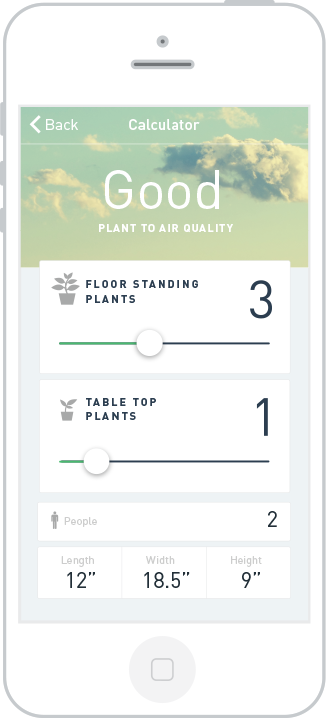 Back
Calculator
Good
PLANT TO AIR QUALITY
FLOOR STANDING
PLANTS
3
TABLE TOP
PLANTS
1
People
2
Length
Width
Height
12”
18.5”
9”